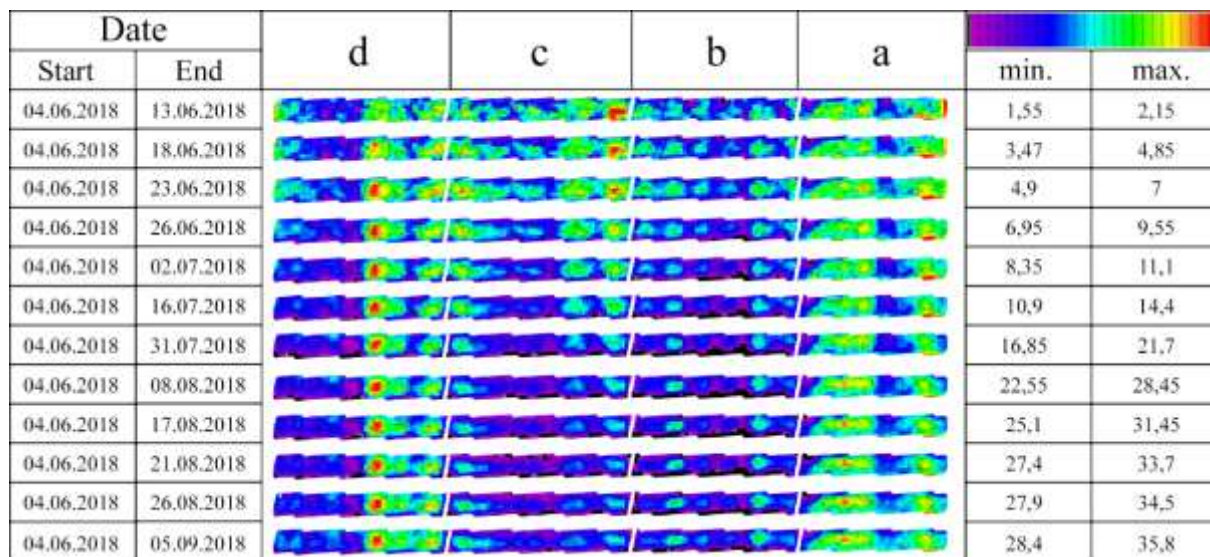 Date d c b a
Start End min. max.
04.06.2018 13.06.2018 1,55 2,15
04.06.2018 18.06.2018 3,47 4,85
04.06.2018 23.06.2018 4,9 7
04.06.2018 26.06.2018 6,95 9,55
04.06.2018 02.07.2018 8,35 11,1
04.06.2018 16.07.2018 10,9 14,4
04.06.2018 31.07.2018 16,85 21,7
04.06.2018 08.08.2018 22,55 28,45
04.06.2018 17.08.2018 25,1 31,45
04.06.2018 21.08.2018 27,4 33,7
04.06.2018 26.08.2018 27,9 34,5
04.06.2018 05.09.2018 28,4 35,8